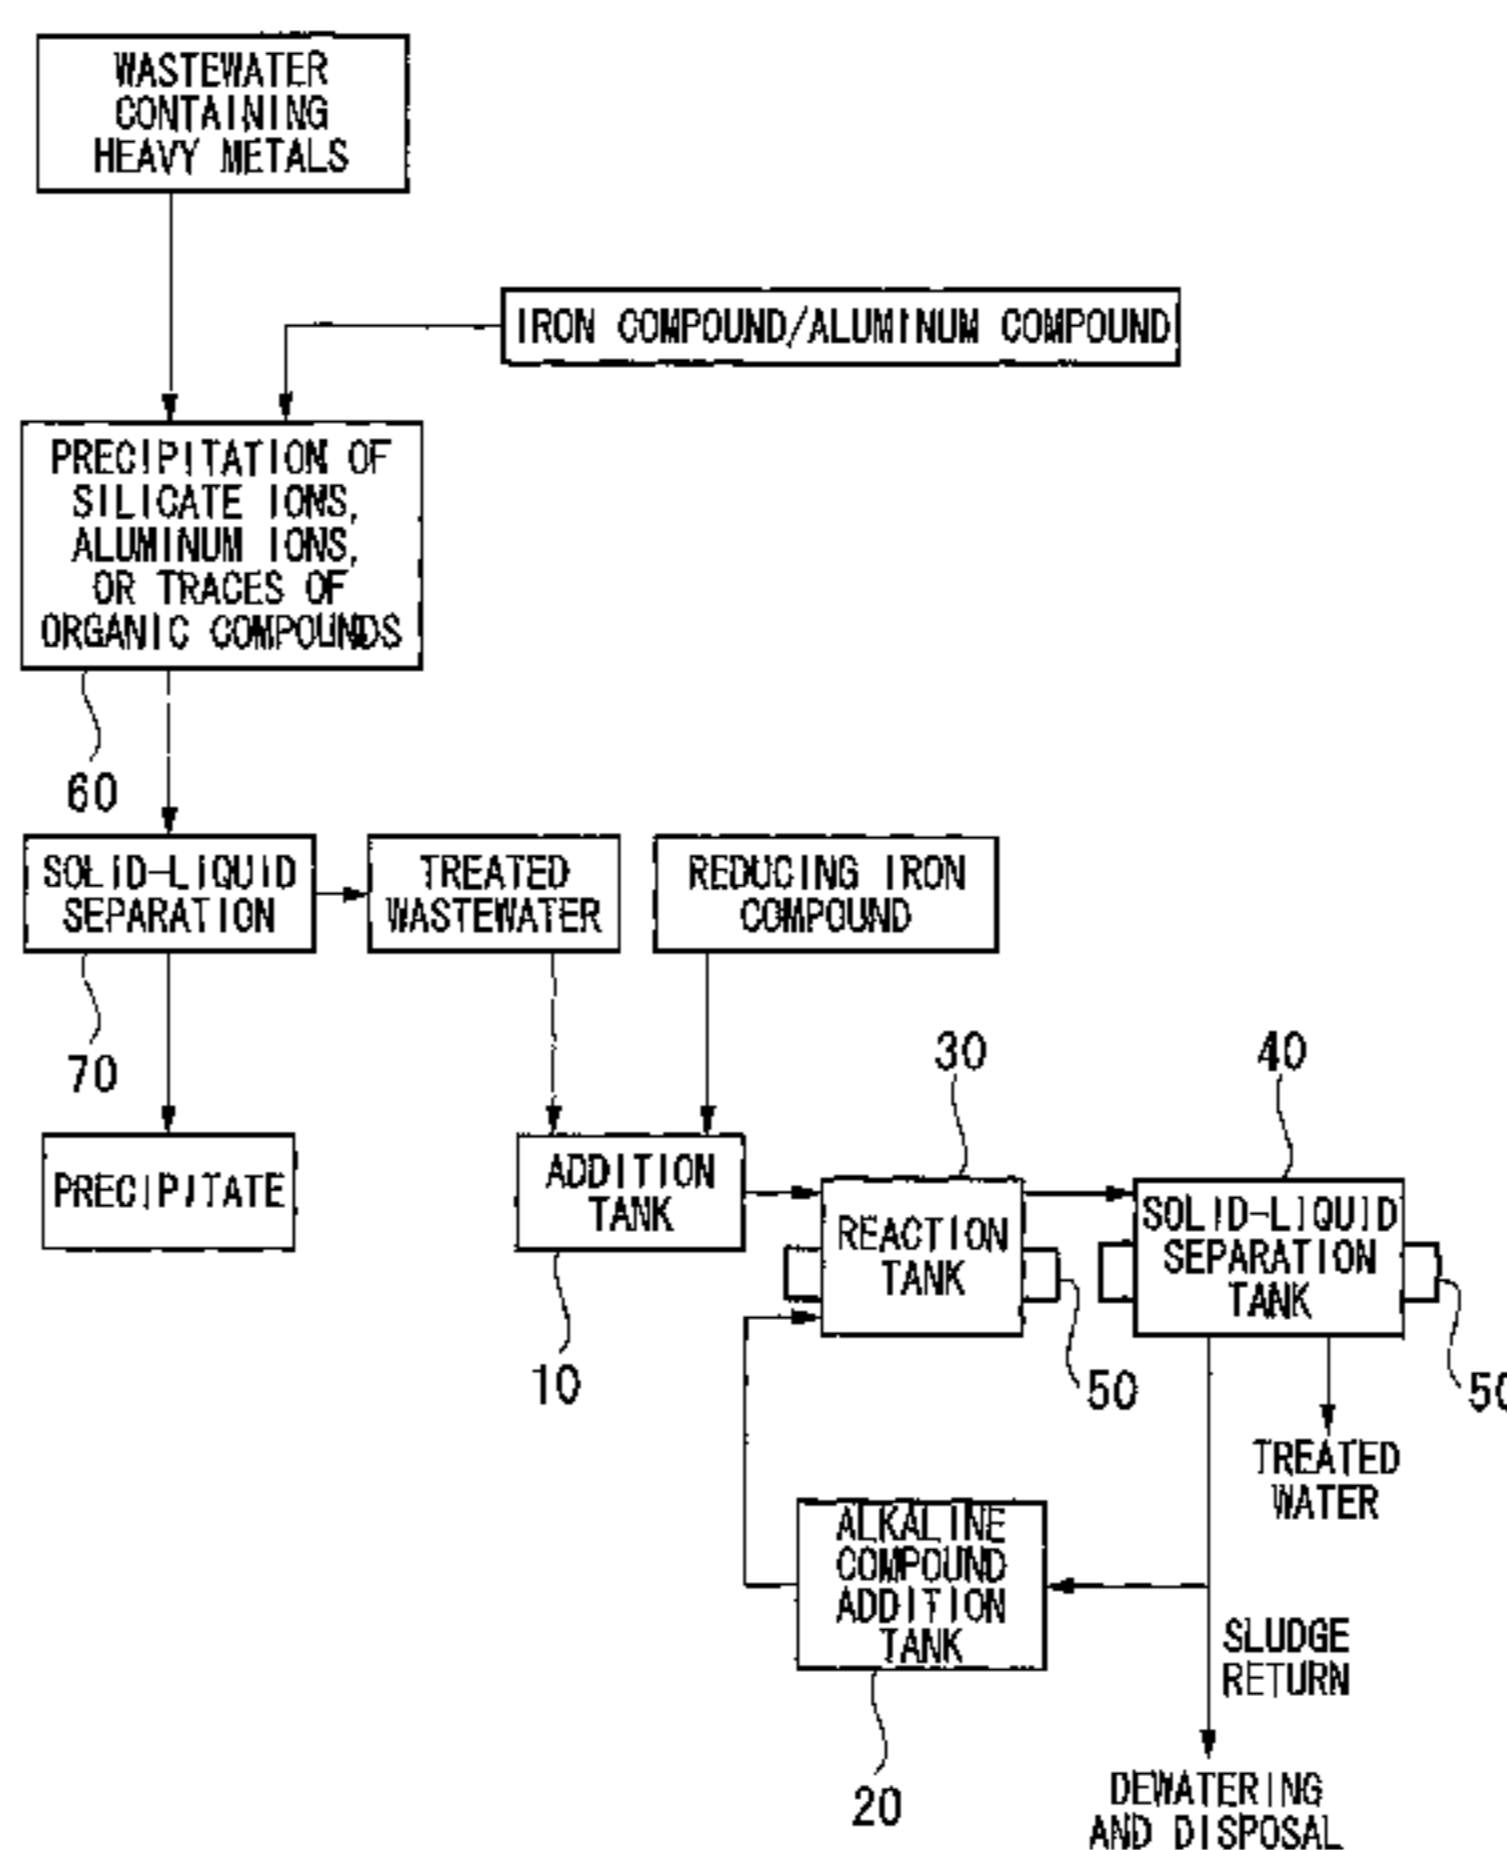 WASTEWATER
CONTAINING
HEAVY METALS
IRON COMPOUND/ALUMINUM COMPOUND
PRECIPITATION OF
SILICATE IONS,
ALUMINUM IONS,
OR TRACES OF
ORGANIC COMPOUNDS
60
SOLID-LIQUID
SEPARATION
TREATED
WASTEWATER
REDUCING IRON
COMPOUND
70
30
40
PRECIPITATE
ADDITION
TANK
REACTION
TANK
SOLID-LIQUID
SEPARATION
TANK
10
50
50
TREATED
WATER
ALKALINE
COMPOUND
ADDITION
TANK
SLUDGE
RETURN
20
DEWATERING
AND DISPOSAL